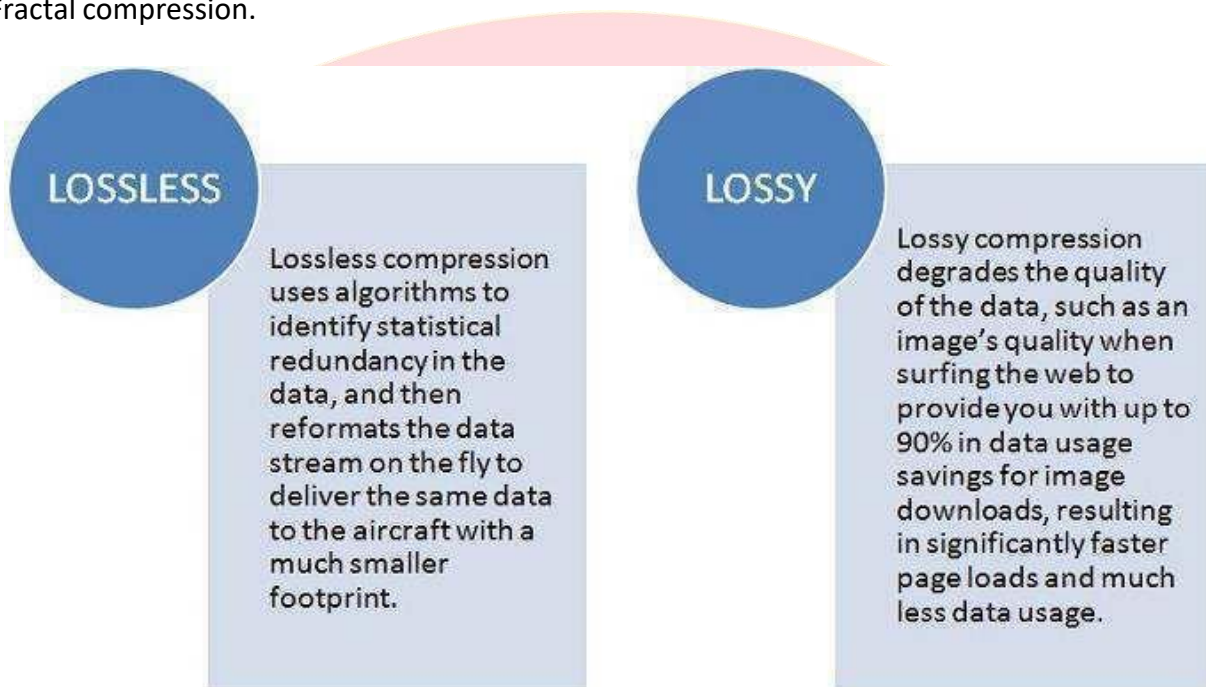 Fractal compression.
LOSSLESS
Lossless compression
uses algorithms to
identify statistical
redundancy in the
data, and then
reformats the data
stream on the fly to
deliver the same data
to the aircraft with a
much smaller
footprint.
LOSSY
Lossy compression
degrades the quality
of the data, such as an
image's quality when
surfing the web to
provide you with up to
90% in data usage
savings for image
downloads, resulting
in significantly faster
page loads and much
less data usage.